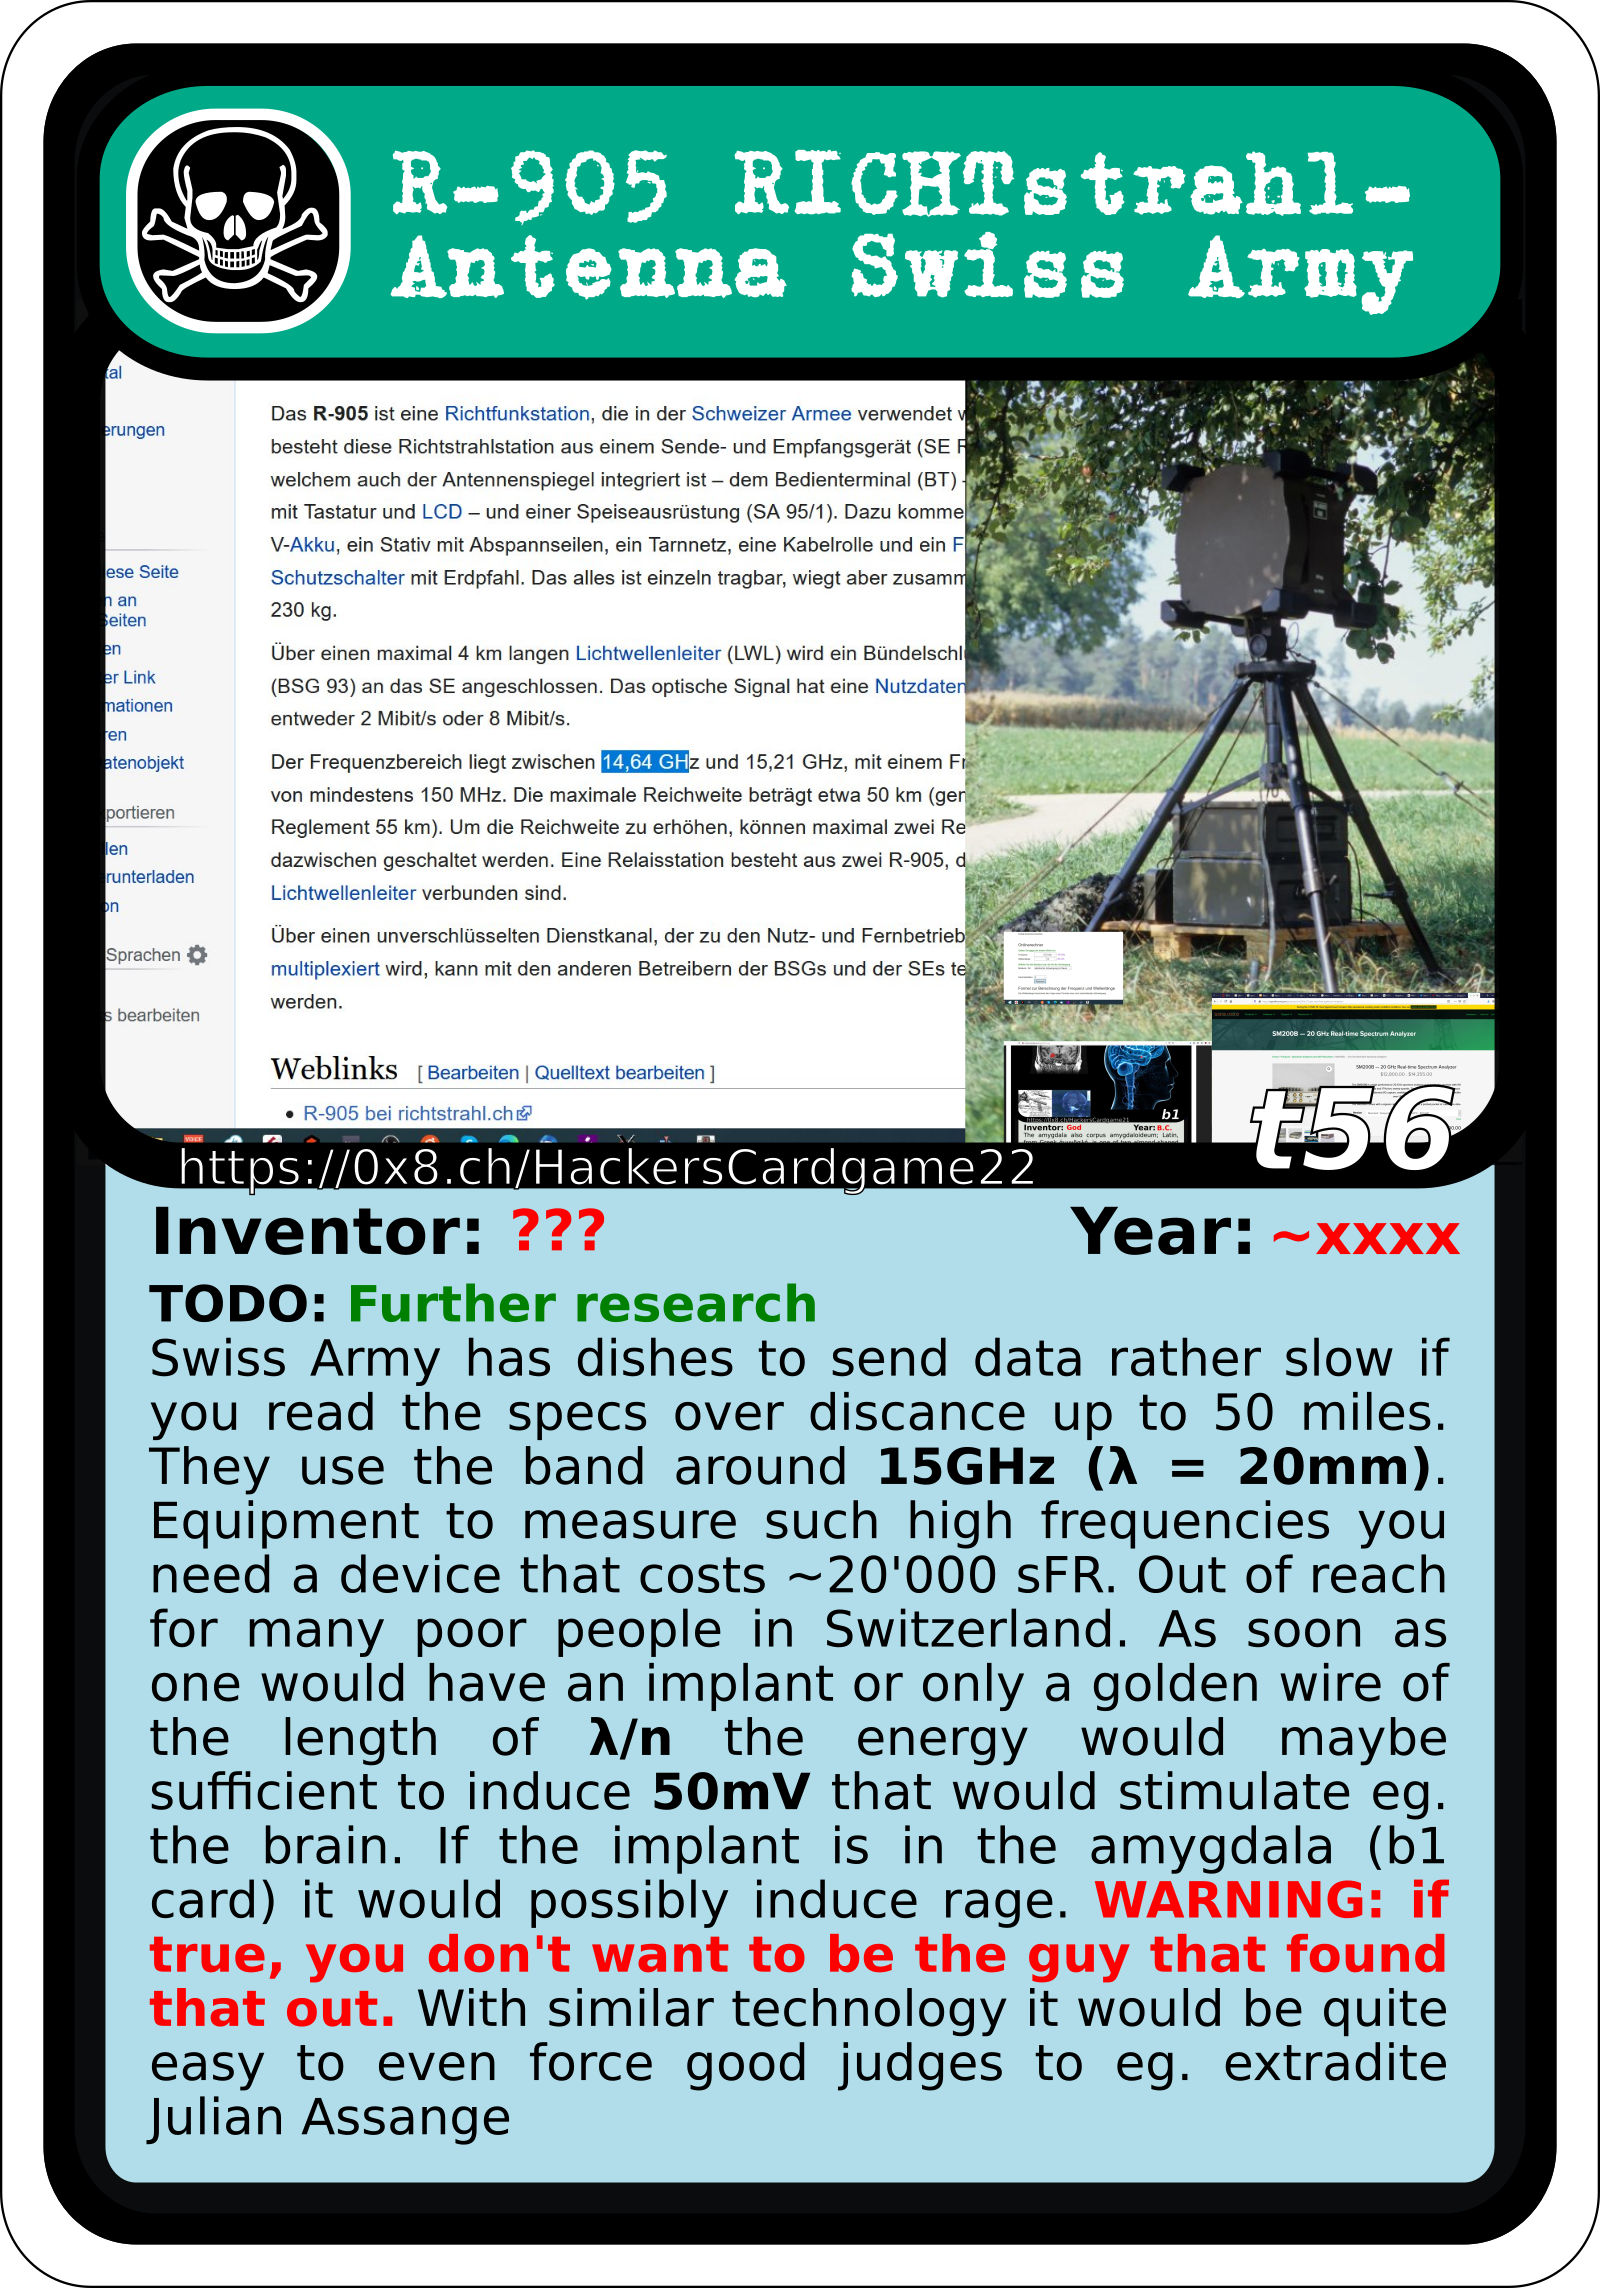 R-905 RICHTstrahl-
Antenna Swiss Army
tal
erungen
ese Seite
n an
Seiten
en
er Link
mationen
ren
atenobjekt
portieren
len
runterladen
on
Sprachen
s bearbeiten
Das R-905 ist eine Richtfunkstation, die in der Schweizer Armee verwendet w
besteht diese Richtstrahlstation aus einem Sende- und Empfangsgerät (SE R
welchem auch der Antennenspiegel integriert ist – dem Bedienterminal (BT) -
mit Tastatur und LCD – und einer Speiseausrüstung (SA 95/1). Dazu komme
V-Akku, ein Stativ mit Abspannseilen, ein Tarnnetz, eine Kabelrolle und ein F
Schutzschalter mit Erdpfahl. Das alles ist einzeln tragbar, wiegt aber zusamm
230 kg.
Über einen maximal 4 km langen Lichtwellenleiter (LWL) wird ein Bündelschl
(BSG 93) an das SE angeschlossen. Das optische Signal hat eine Nutzdaten
entweder 2 Mibit/s oder 8 Mibit/s.
Der Frequenzbereich liegt zwischen 14,64 GHz und 15,21 GHz, mit einem Fr
von mindestens 150 MHz. Die maximale Reichweite beträgt etwa 50 km (gem
Reglement 55 km). Um die Reichweite zu erhöhen, können maximal zwei Re
dazwischen geschaltet werden. Eine Relaisstation besteht aus zwei R-905, d
Lichtwellenleiter verbunden sind.
Über einen unverschlüsselten Dienstkanal, der zu den Nutz- und Fernbetrieb
multiplexiert wird, kann mit den anderen Betreibern der BSGs und der SEs te
werden.
Weblinks [ Bearbeiten | Quelltext bearbeiten ]
R-905 bei richtstrahl.ch
SM200B — 20 GHz Real-time Spectrum Analyzer
SM200B — 20 GHz Real-time Spectrum Analyzer
b1
Inventor: God Year: B.C.
The amygdala also corpus amygdaloideum; Latin,
t56
https://0x8.ch/HackersCardgame22
Inventor: ??? Year: ~xxxx
TODO: Further research
Swiss Army has dishes to send data rather slow if
you read the specs over discance up to 50 miles.
They use the band around 15GHz (λ = 20mm).
Equipment to measure such high frequencies you
need a device that costs ~20'000 sFR. Out of reach
for many poor people in Switzerland. As soon as
one would have an implant or only a golden wire of
the length of λ/n the energy would maybe
sufficient to induce 50mV that would stimulate eg.
the brain. If the implant is in the amygdala (b1
card) it would possibly induce rage. WARNING: if
true, you don't want to be the guy that found
that out. With similar technology it would be quite
easy to even force good judges to eg. extradite
Julian Assange